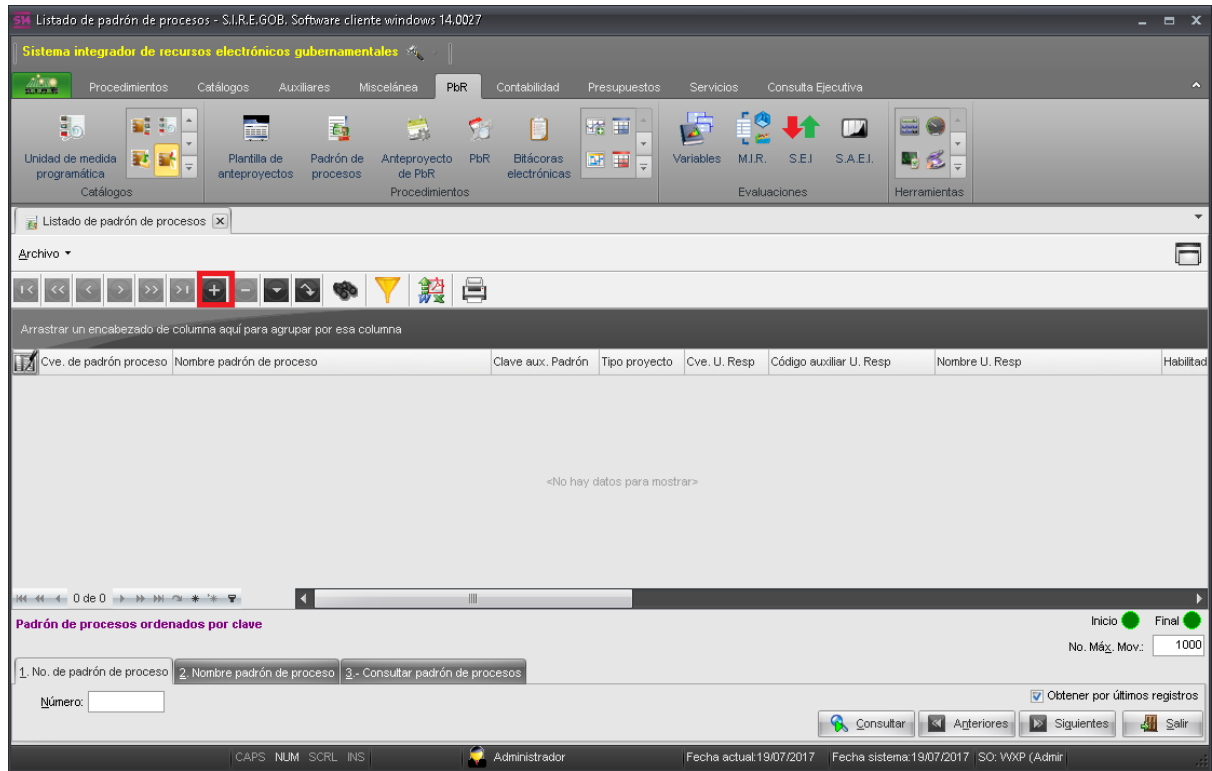 S14 Listado de padrón de procesos - S.I.R.E.GOB. Software cliente windows 14.0027
Sistema integrador de recursos electrónicos gubernamentales
Procedimientos Catálogos Auxiliares Miscelánea PbR Contabilidad Presupuestos Servicios Consulta Ejecutiva
Unidad de medida programática
Plantilla de anteproyectos
Padrón de procesos
Anteproyecto de PbR
PbR
Bitácoras electrónicas
Variables
M.I.R.
S.E.I
S.A.E.I.
Catálogos Procedimientos Evaluaciones Herramientas
Listado de padrón de procesos
Archivo
Arrastrar un encabezado de columna aquí para agrupar por esa columna
Cve. de padrón proceso Nombre padrón de proceso Clave aux. Padrón Tipo proyecto Cve. U. Resp Código auxiliar U. Resp Nombre U. Resp Habilitad
<No hay datos para mostrar>
0 de 0
Padrón de procesos ordenados por clave
Inicio Final
No. Máx. Mov.: 1000
1. No. de padrón de proceso 2. Nombre padrón de proceso 3.- Consultar padrón de procesos
Número:
Obtener por últimos registros
Consultar Anteriores Siguientes Salir
CAPS NUM SCRL INS Administrador Fecha actual:19/07/2017 Fecha sistema:19/07/2017 SO: WXP (Admir